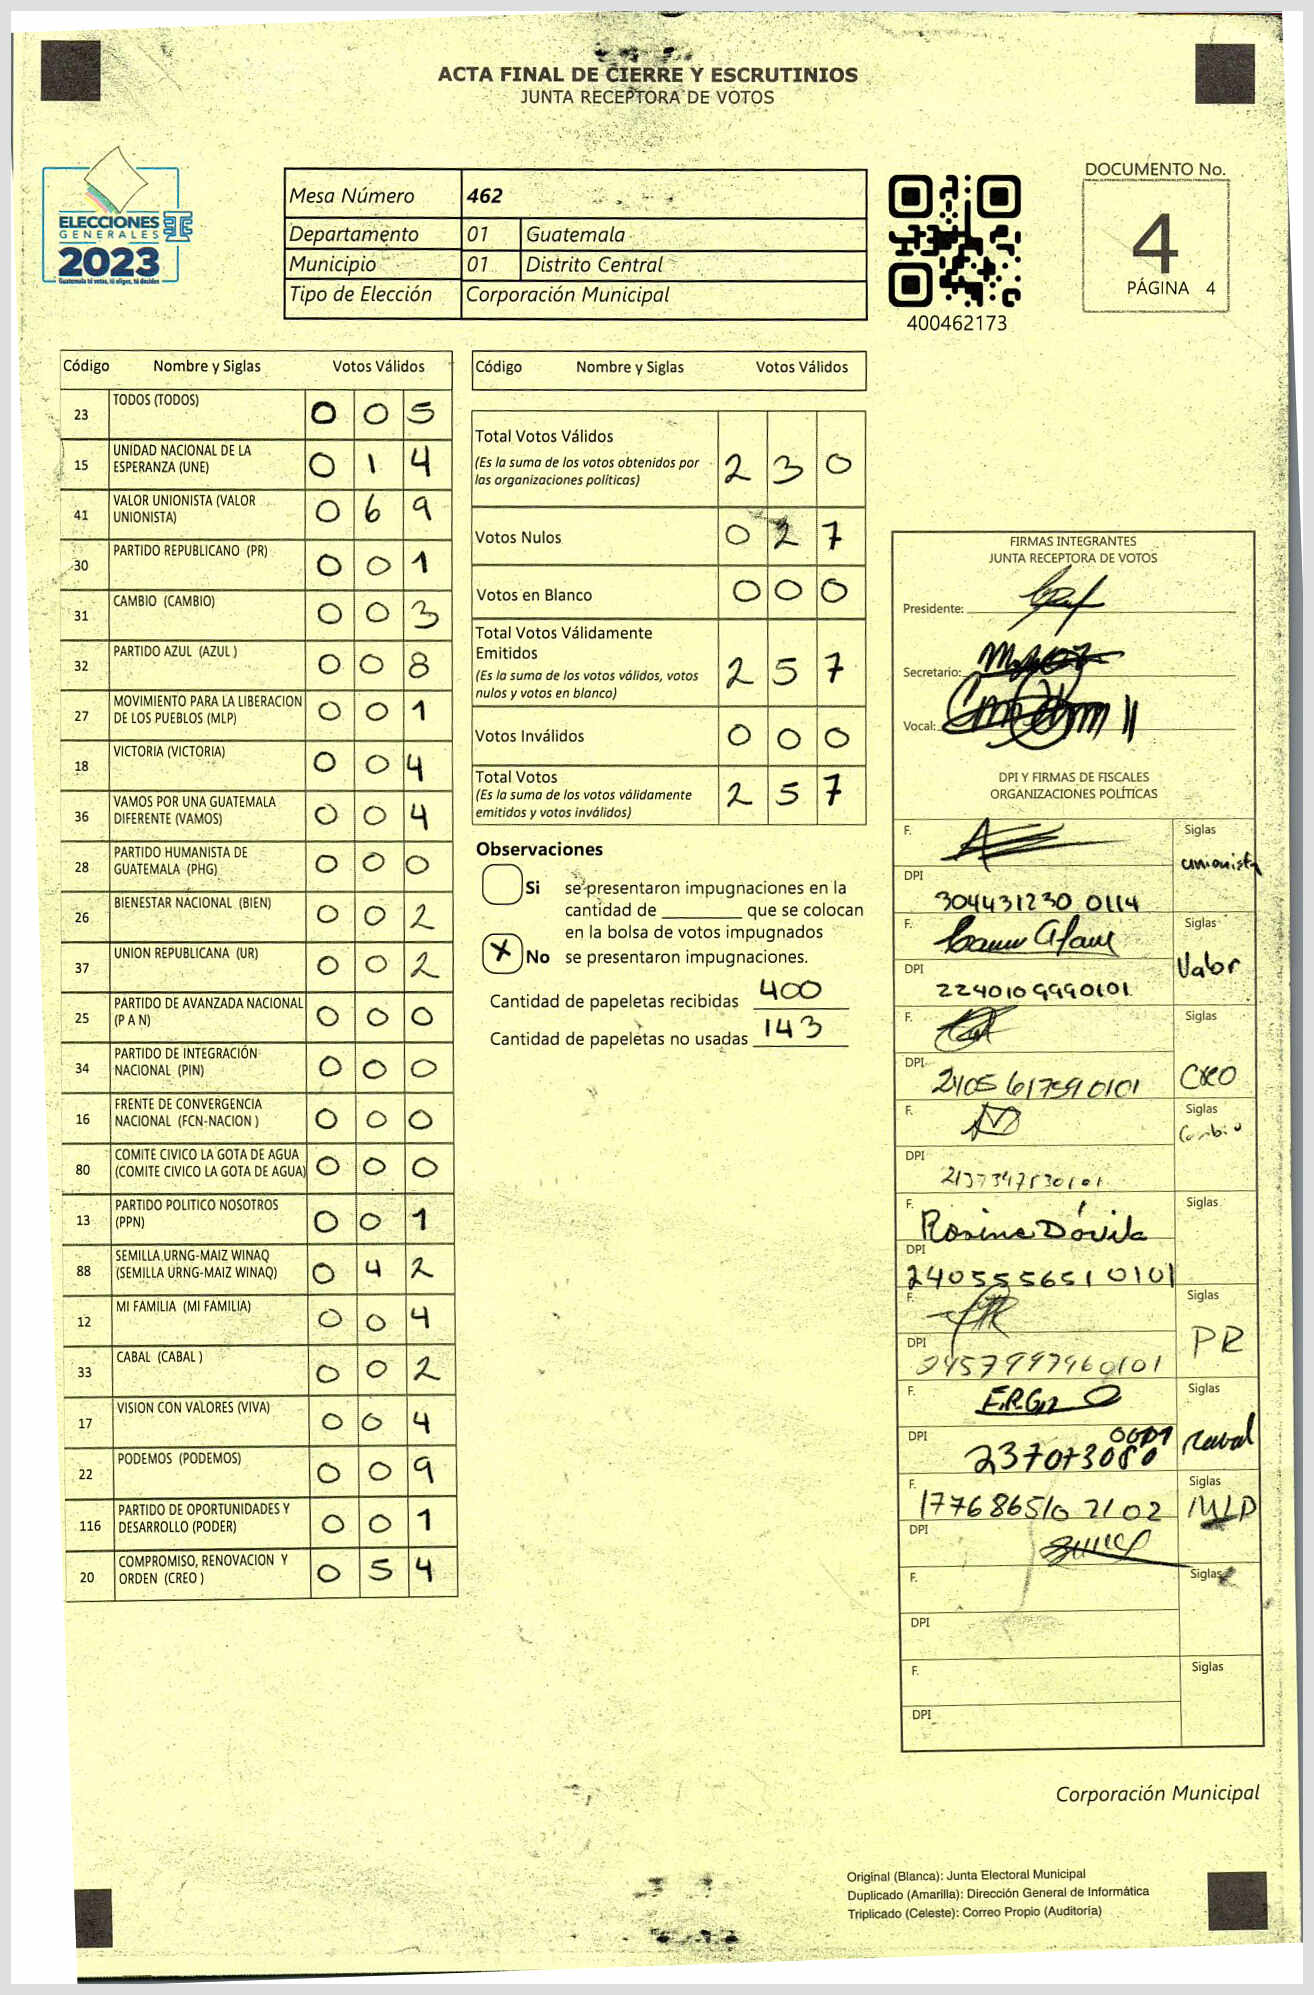 ACTA FINAL DE CIERRE Y ESCRUTINIOS
JUNTA RECEPTORA DE VOTOS
ELECCIONES
GENERALES
2023
Guatemala tú votas, tú eliges, tú decides
Mesa Número 462
Departamento 01 Guatemala
Municipio 01 Distrito Central
Tipo de Elección Corporación Municipal
400462173
DOCUMENTO No.
4
PÁGINA 4
Código Nombre y Siglas Votos Válidos
23 TODOS (TODOS) 0 0 5
15 UNIDAD NACIONAL DE LA
ESPERANZA (UNE) 0 1 4
41 VALOR UNIONISTA (VALOR
UNIONISTA) 0 6 9
30 PARTIDO REPUBLICANO (PR) 0 0 1
31 CAMBIO (CAMBIO) 0 0 3
32 PARTIDO AZUL (AZUL ) 0 0 8
27 MOVIMIENTO PARA LA LIBERACION
DE LOS PUEBLOS (MLP) 0 0 1
18 VICTORIA (VICTORIA) 0 0 4
36 VAMOS POR UNA GUATEMALA
DIFERENTE (VAMOS) 0 0 4
28 PARTIDO HUMANISTA DE
GUATEMALA (PHG) 0 0 0
26 BIENESTAR NACIONAL (BIEN) 0 0 2
37 UNION REPUBLICANA (UR) 0 0 2
25 PARTIDO DE AVANZADA NACIONAL
(P A N) 0 0 0
34 PARTIDO DE INTEGRACIÓN
NACIONAL (PIN) 0 0 0
16 FRENTE DE CONVERGENCIA
NACIONAL (FCN-NACION ) 0 0 0
80 COMITE CIVICO LA GOTA DE AGUA
(COMITE CIVICO LA GOTA DE AGUA) 0 0 0
13 PARTIDO POLITICO NOSOTROS
(PPN) 0 0 1
88 SEMILLA URNG-MAIZ WINAQ
(SEMILLA URNG-MAIZ WINAQ) 0 4 2
12 MI FAMILIA (MI FAMILIA) 0 0 4
33 CABAL (CABAL ) 0 0 2
17 VISION CON VALORES (VIVA) 0 0 4
22 PODEMOS (PODEMOS) 0 0 9
116 PARTIDO DE OPORTUNIDADES Y
DESARROLLO (PODER) 0 0 1
20 COMPROMISO, RENOVACION Y
ORDEN (CREO ) 0 5 4
Código Nombre y Siglas Votos Válidos
Total Votos Válidos
(Es la suma de los votos obtenidos por
las organizaciones políticas) 2 3 0
Votos Nulos 0 2 7
Votos en Blanco 0 0 0
Total Votos Válidamente
Emitidos
(Es la suma de los votos válidos, votos
nulos y votos en blanco) 2 5 7
Votos Inválidos 0 0 0
Total Votos
(Es la suma de los votos válidamente
emitidos y votos inválidos) 2 5 7
Observaciones
Si se presentaron impugnaciones en la
cantidad de ________ que se colocan
en la bolsa de votos impugnados
X No se presentaron impugnaciones.
Cantidad de papeletas recibidas 400
Cantidad de papeletas no usadas 143
FIRMAS INTEGRANTES
JUNTA RECEPTORA DE VOTOS
Presidente:
Secretario:
Vocal:
DPI Y FIRMAS DE FISCALES
ORGANIZACIONES POLÍTICAS
F. Siglas
unionista
DPI
304431230 0114
F. Siglas
Valor
DPI
2240109990101
F. Siglas
DPI
2405617590101 Creo
F. Siglas
Cambio
DPI
F. Rosina Dávila Siglas
DPI
2405556510101
F. Siglas
PR
DPI
F. Siglas
DPI
F. Siglas
1776865102102 MLP
DPI
F. Siglas
DPI
F. Siglas
DPI
Corporación Municipal
Original (Blanca): Junta Electoral Municipal
Duplicado (Amarilla): Dirección General de Informática
Triplicado (Celeste): Correo Propio (Auditoría)